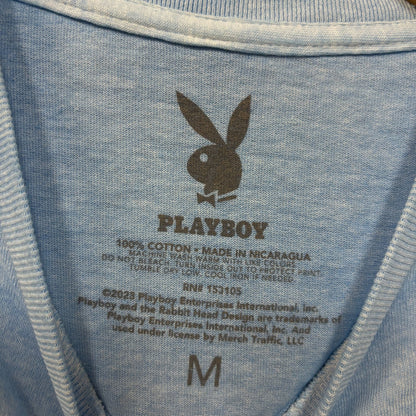 PLAYBOY
100% COTTON • MADE IN NICARAGUA
MACHINE WASH WARM WITH LIKE COLORS
DO NOT BLEACH. TURN INSIDE OUT TO PROTECT PRINT.
TUMBLE DRY LOW. COOL IRON IF NEEDED.
RN# 153105
©2023 Playboy Enterprises International, Inc.
Playboy and the Rabbit Head Design are trademarks of
Playboy Enterprises International, Inc. And
used under license by Merch Traffic, LLC
M